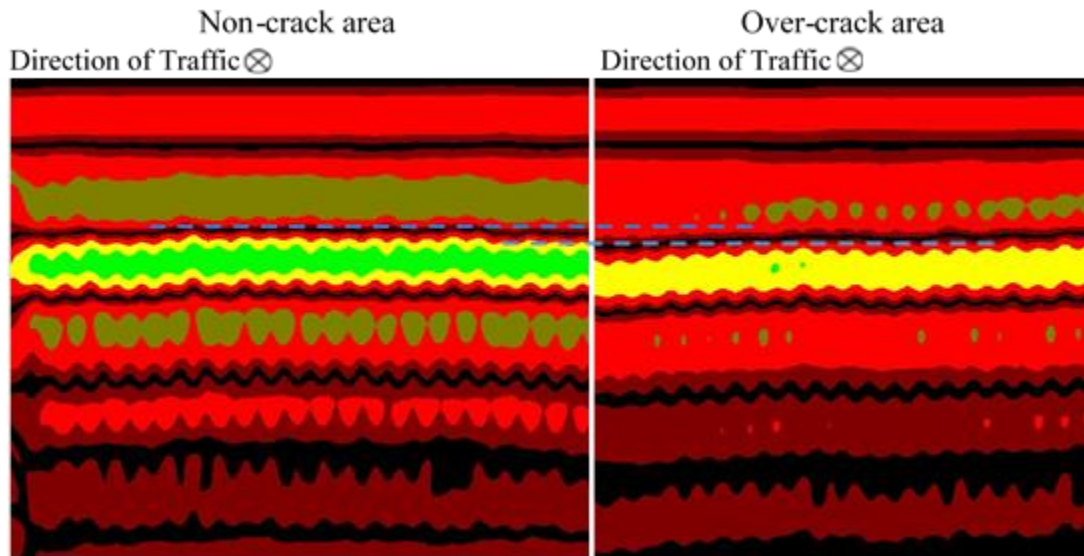 Non-crack area
Direction of Traffic ⊗
Over-crack area
Direction of Traffic ⊗